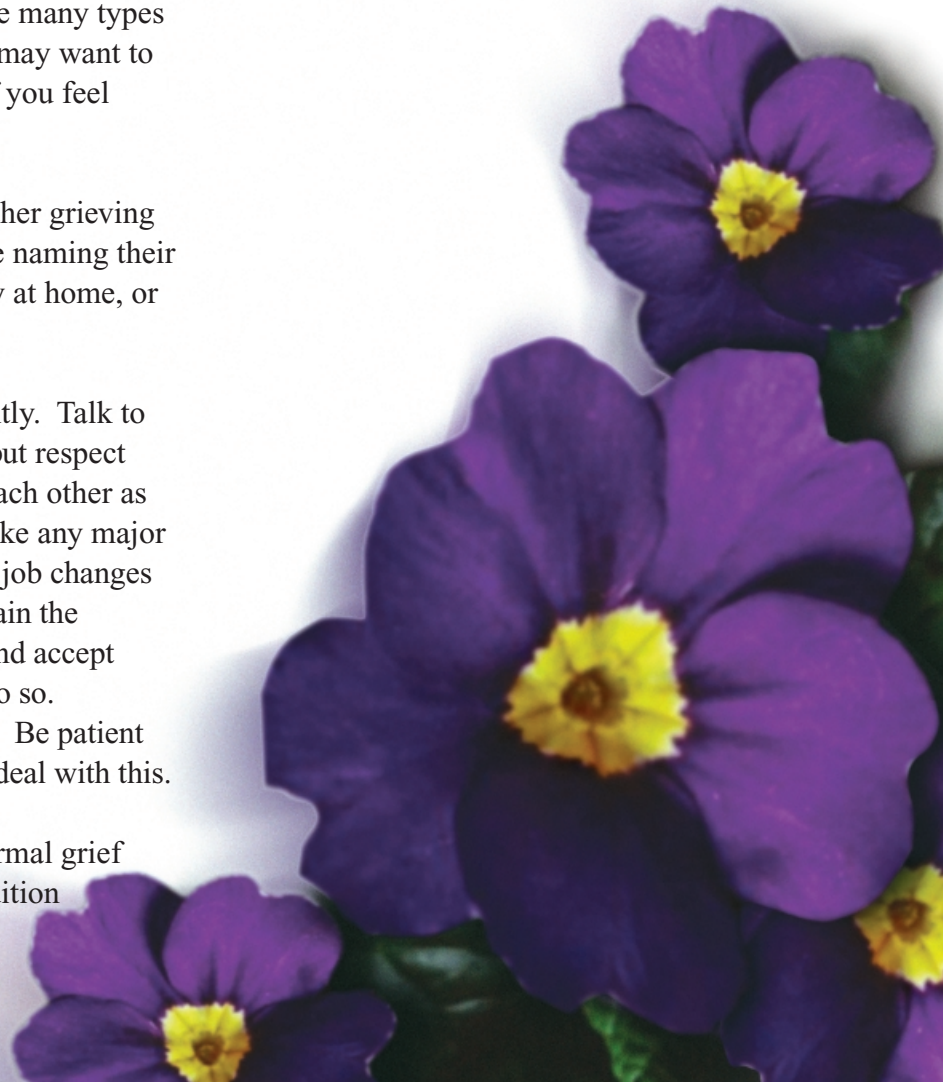 e many types
may want to
you feel
her grieving
e naming their
at home, or
tly. Talk to
out respect
ach other as
ke any major
job changes
ain the
nd accept
o so.
Be patient
deal with this.
rmal grief
ition